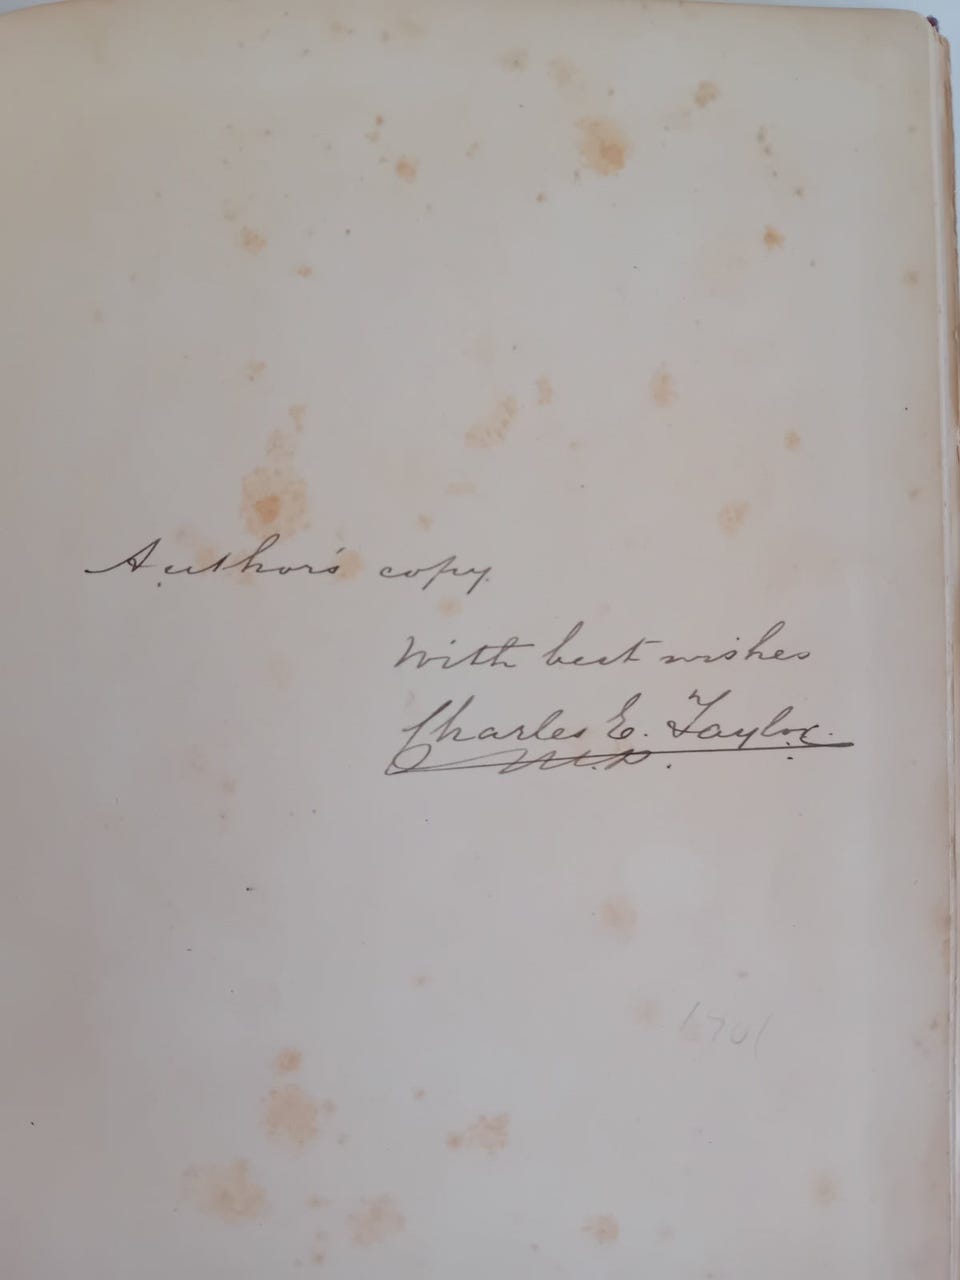 Author's copy.
With best wishes
Charles E. Taylor.
M.D.
1701